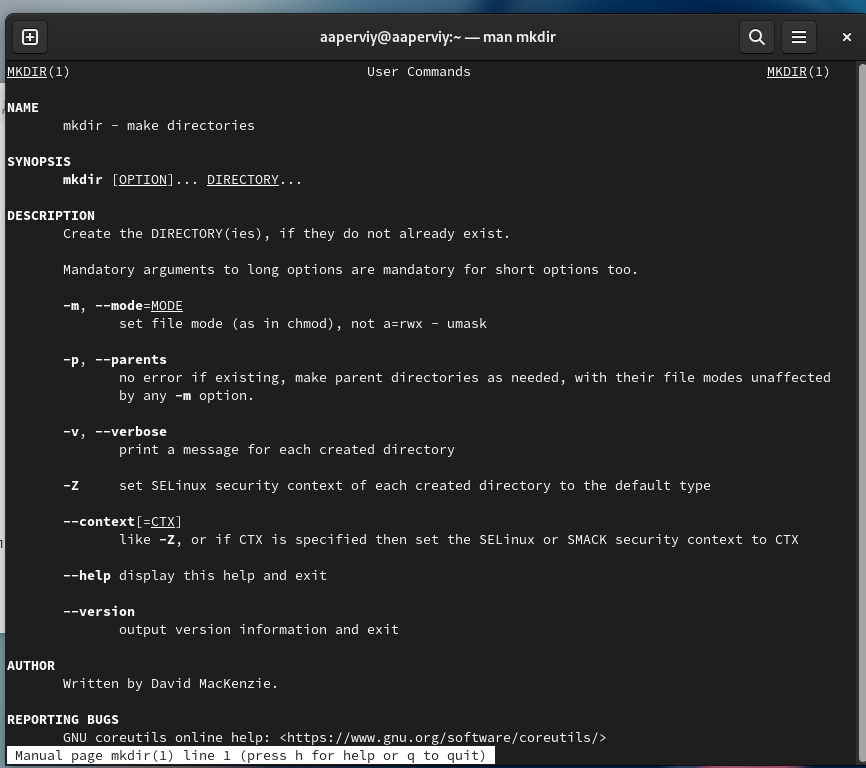 aaperviy@aaperviy:~ — man mkdir
MKDIR(1) User Commands MKDIR(1)
NAME
mkdir - make directories
SYNOPSIS
mkdir [OPTION]... DIRECTORY...
DESCRIPTION
Create the DIRECTORY(ies), if they do not already exist.
Mandatory arguments to long options are mandatory for short options too.
-m, --mode=MODE
set file mode (as in chmod), not a=rwx - umask
-p, --parents
no error if existing, make parent directories as needed, with their file modes unaffected
by any -m option.
-v, --verbose
print a message for each created directory
-Z set SELinux security context of each created directory to the default type
--context[=CTX]
like -Z, or if CTX is specified then set the SELinux or SMACK security context to CTX
--help display this help and exit
--version
output version information and exit
AUTHOR
Written by David MacKenzie.
REPORTING BUGS
GNU coreutils online help: <https://www.gnu.org/software/coreutils/>
Manual page mkdir(1) line 1 (press h for help or q to quit)